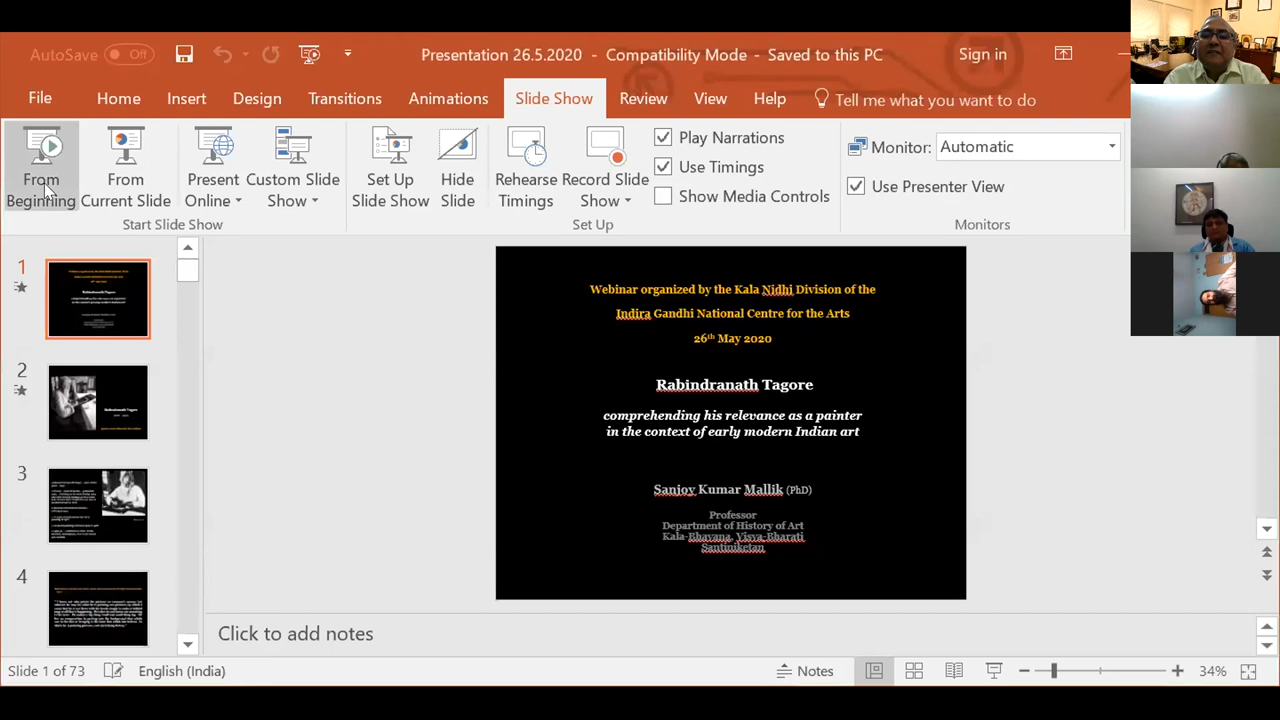 AutoSave Off
Presentation 26.5.2020 - Compatibility Mode - Saved to this PC
Sign in
File Home Insert Design Transitions Animations Slide Show Review View Help Tell me what you want to do
From Beginning
From Current Slide
Present Online
Custom Slide Show
Set Up Slide Show
Hide Slide
Rehearse Timings
Record Slide Show
Play Narrations
Use Timings
Show Media Controls
Monitor: Automatic
Use Presenter View
Start Slide Show
Set Up
Monitors
1
2
3
4
Webinar organized by the Kala Nidhi Division of the
Indira Gandhi National Centre for the Arts
26th May 2020
Rabindranath Tagore
comprehending his relevance as a painter
in the context of early modern Indian art
Sanjoy Kumar Mallik (PhD)
Professor
Department of History of Art
Kala-Bhavana, Visva-Bharati
Santiniketan
Click to add notes
Slide 1 of 73
English (India)
Notes
34%